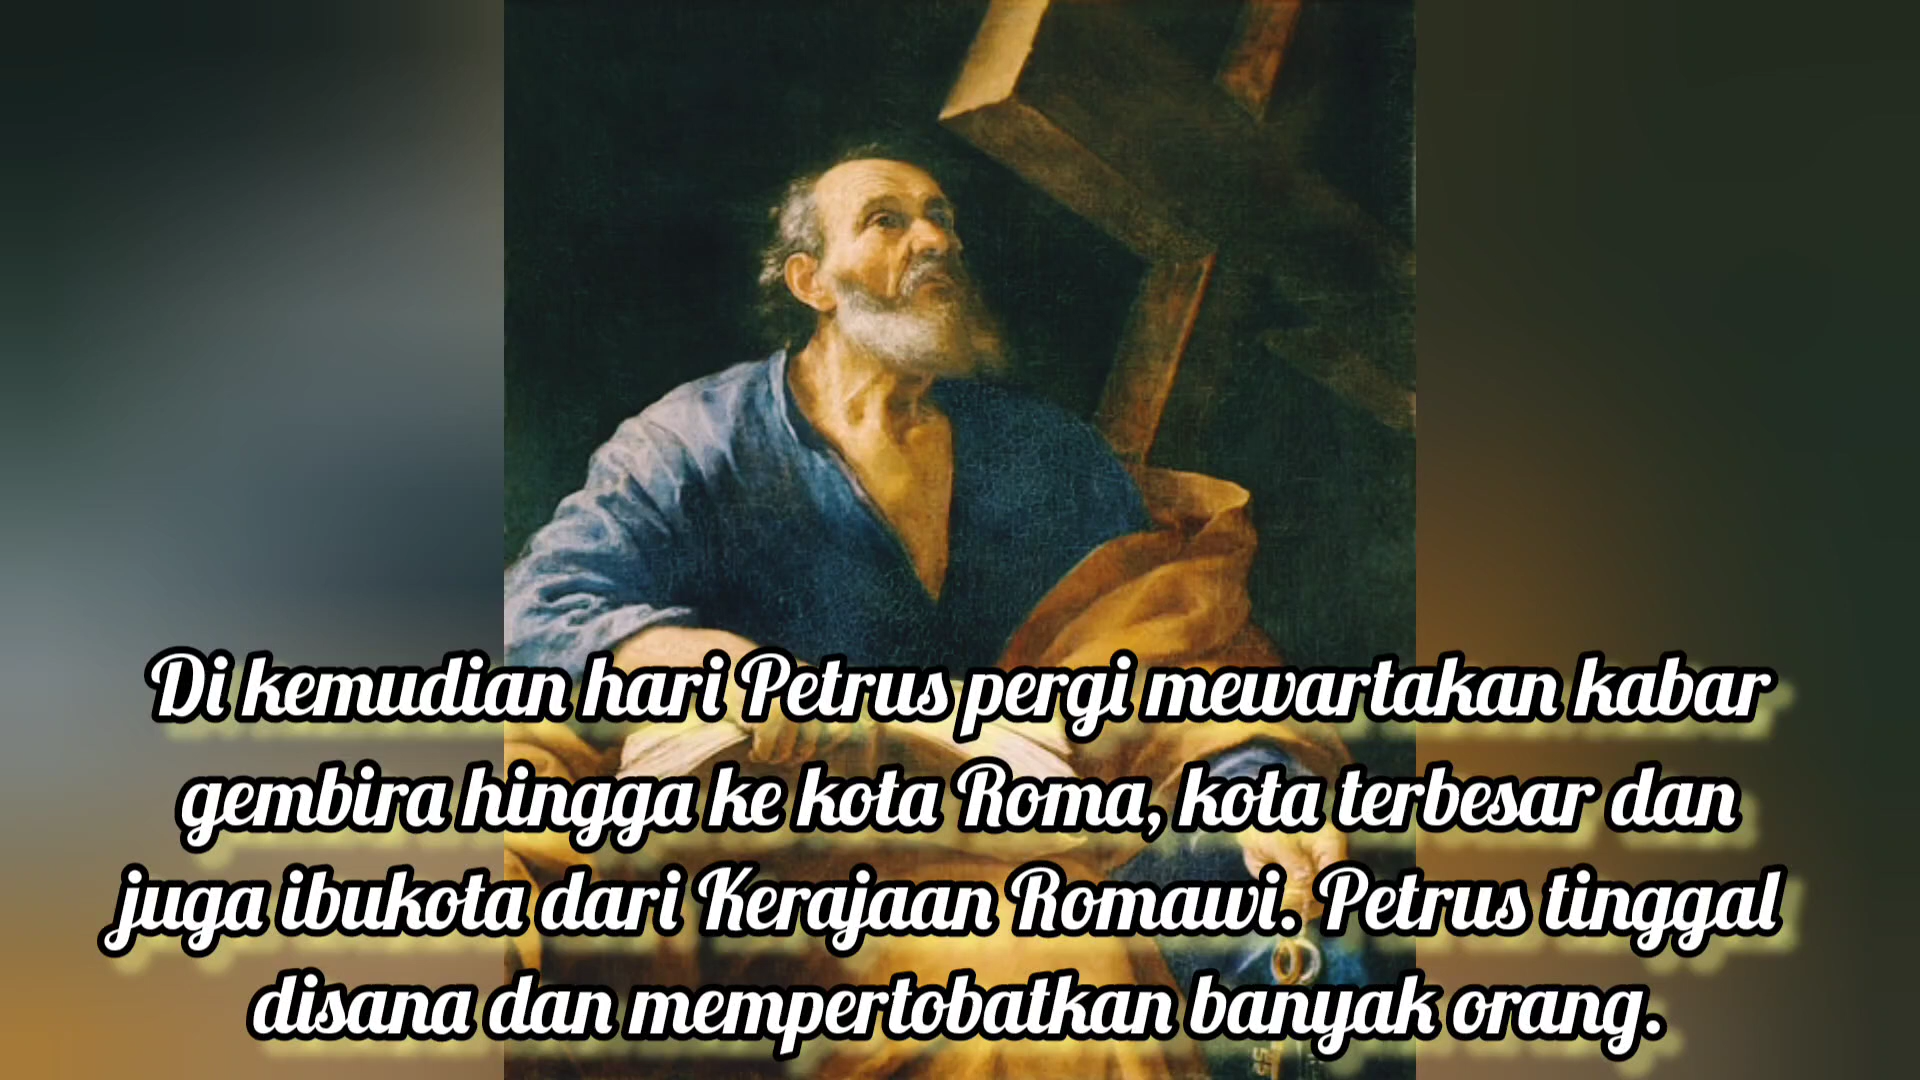 Di kemudian hari Petrus pergi mewartakan kabar
gembira hingga ke kota Roma, kota terbesar dan
juga ibukota dari Kerajaan Romawi. Petrus tinggal
disana dan mempertobatkan banyak orang.